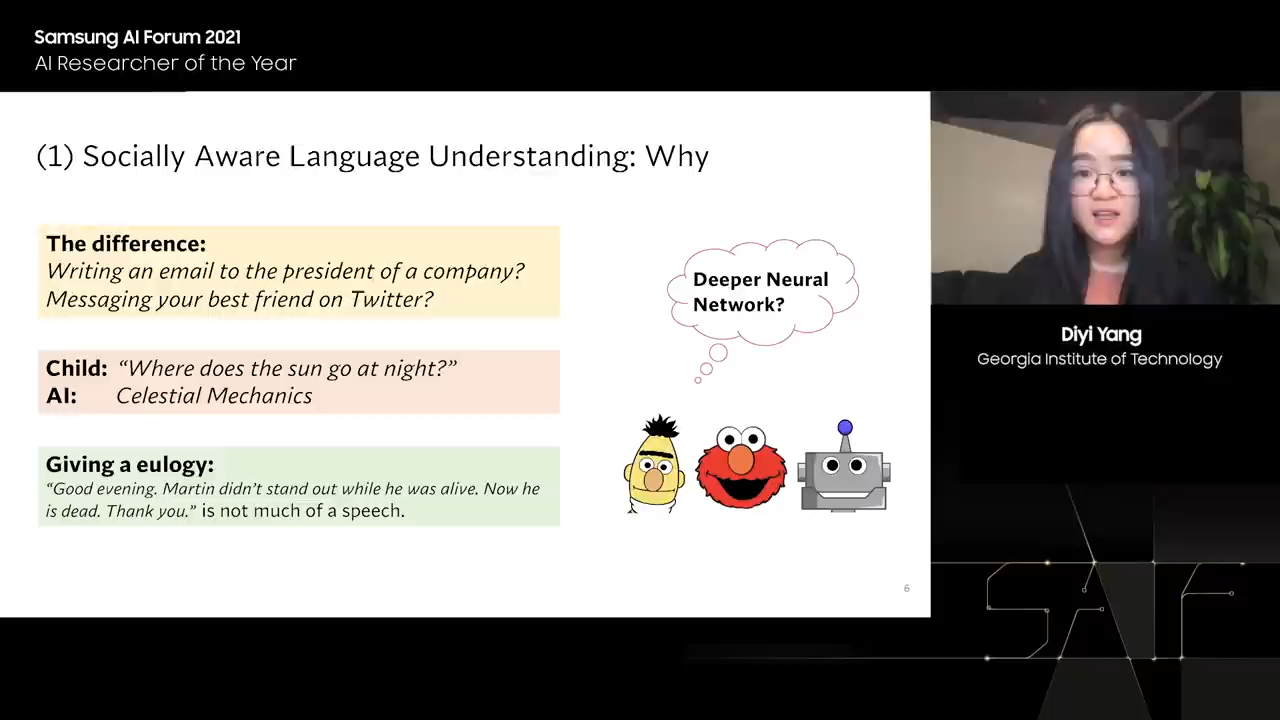 Samsung AI Forum 2021
AI Researcher of the Year
(1) Socially Aware Language Understanding: Why
The difference:
Writing an email to the president of a company?
Messaging your best friend on Twitter?
Child: “Where does the sun go at night?”
AI: Celestial Mechanics
Giving a eulogy:
“Good evening. Martin didn’t stand out while he was alive. Now he
is dead. Thank you.” is not much of a speech.
Deeper Neural
Network?
6
Diyi Yang
Georgia Institute of Technology
SAF